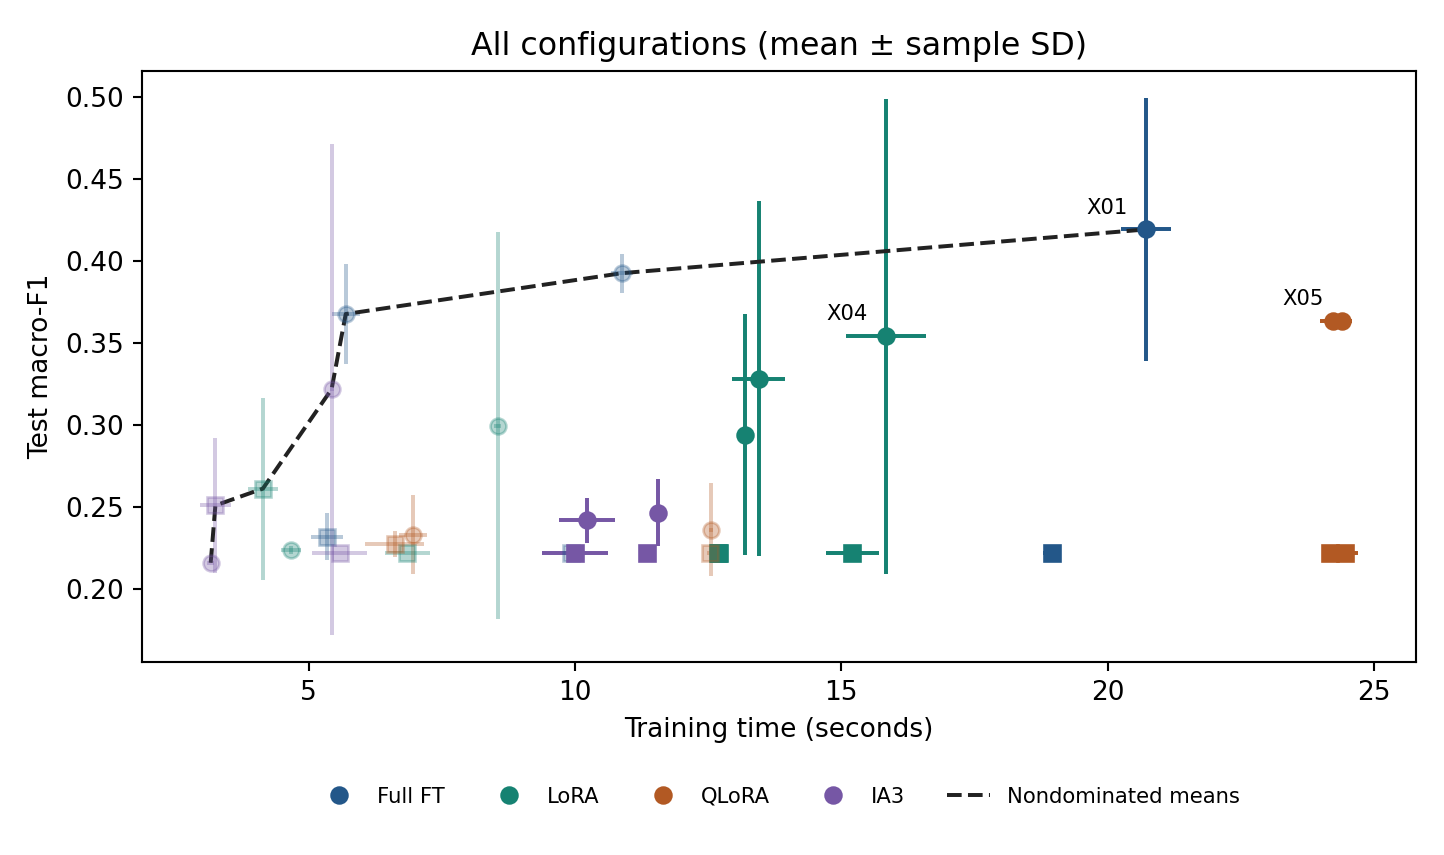 All configurations (mean ± sample SD)
0.50
0.45
0.40
0.35
0.30
0.25
0.20
Test macro-F1
X01
X04
X05
5 10 15 20 25
Training time (seconds)
Full FT LoRA QLoRA IA3 Nondominated means